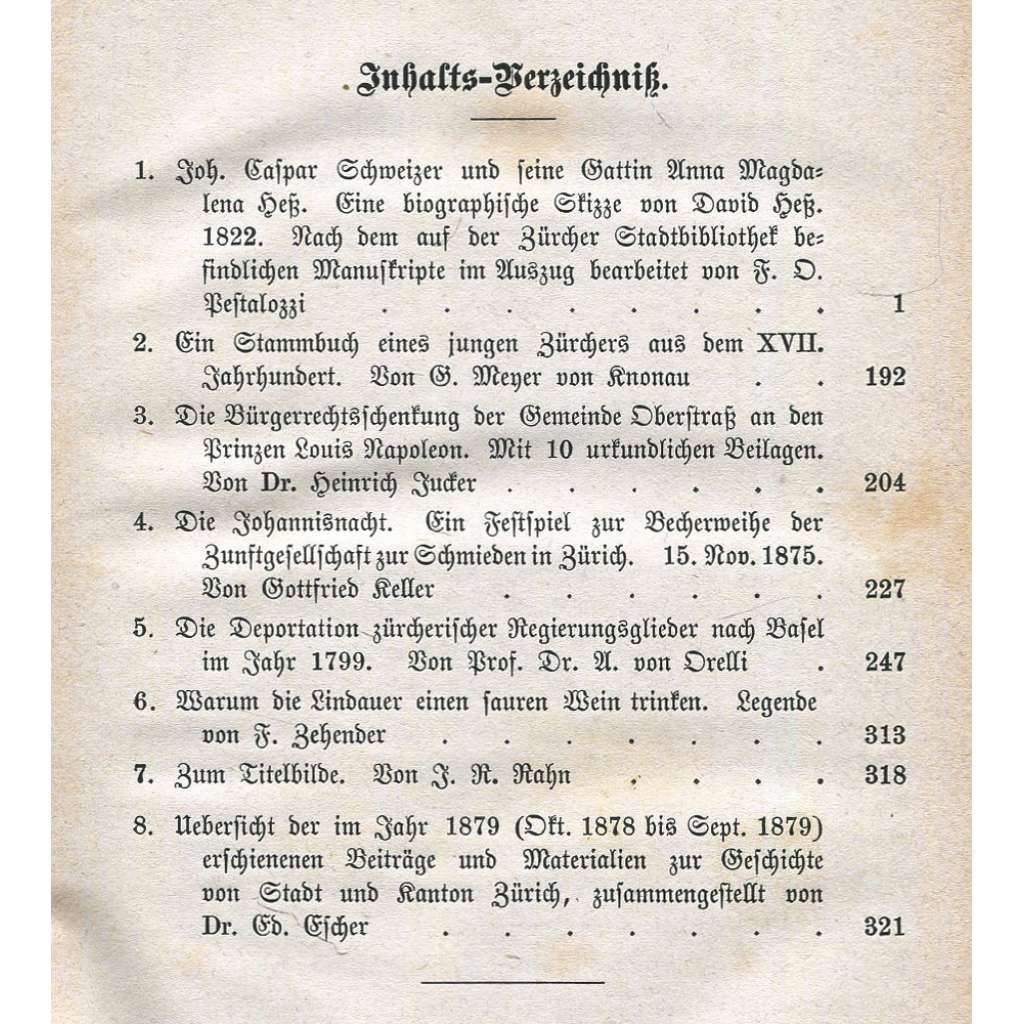 Inhalts-Verzeichniß.
1. Joh. Caspar Schweizer und seine Gattin Anna Magda-
lena Heß. Eine biographische Skizze von David Heß.
1822. Nach dem auf der Zürcher Stadtbibliothek be-
findlichen Manuskripte im Auszug bearbeitet von F. O.
Pestalozzi . . . . . . . . 1
2. Ein Stammbuch eines jungen Zürchers aus dem XVII.
Jahrhundert. Von G. Meyer von Knonau . . 192
3. Die Bürgerrechtsschenkung der Gemeinde Oberstraß an den
Prinzen Louis Napoleon. Mit 10 urkundlichen Beilagen.
Von Dr. Heinrich Jucker . . . . . . 204
4. Die Johannisnacht. Ein Festspiel zur Becherweihe der
Zunftgesellschaft zur Schmieden in Zürich. 15. Nov. 1875.
Von Gottfried Keller . . . . . . 227
5. Die Deportation zürcherischer Regierungsglieder nach Basel
im Jahr 1799. Von Prof. Dr. A. von Orelli . 247
6. Warum die Lindauer einen sauren Wein trinken. Legende
von F. Zehender . . . . . . . 313
7. Zum Titelbilde. Von J. R. Rahn . . . . 318
8. Uebersicht der im Jahr 1879 (Okt. 1878 bis Sept. 1879)
erschienenen Beiträge und Materialien zur Geschichte
von Stadt und Kanton Zürich, zusammengestellt von
Dr. Ed. Escher . . . . . . . 321